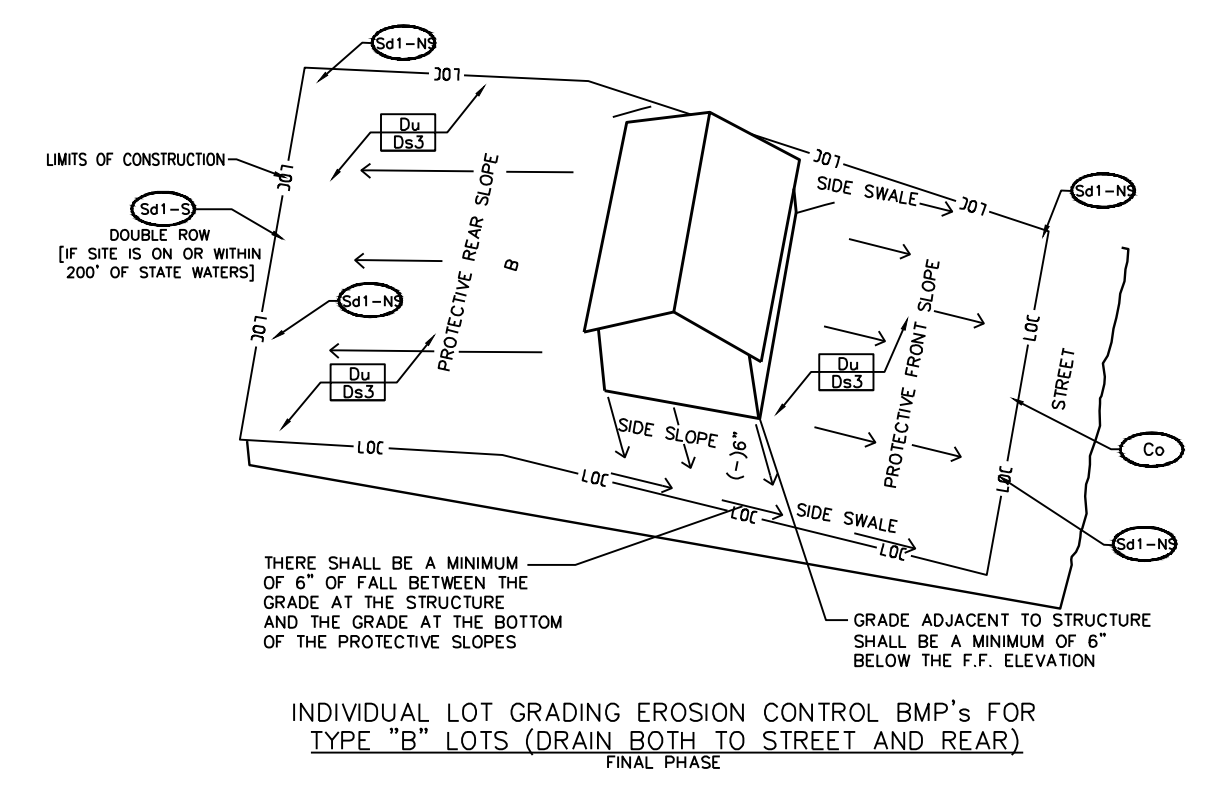 Sd1-NS
LOC
Du
Ds3
LIMITS OF CONSTRUCTION
LOC
LOC
SIDE SWALE
LOC
Sd1-NS
Sd1-S
DOUBLE ROW
[IF SITE IS ON OR WITHIN
200' OF STATE WATERS]
PROTECTIVE REAR SLOPE
B
Sd1-NS
LOC
Du
Ds3
PROTECTIVE FRONT SLOPE
LOC
STREET
Du
Ds3
SIDE SLOPE
(-)6"
LOC
LOC
LOC
Co
LOC
SIDE SWALE
LOC
Sd1-NS
THERE SHALL BE A MINIMUM
OF 6" OF FALL BETWEEN THE
GRADE AT THE STRUCTURE
AND THE GRADE AT THE BOTTOM
OF THE PROTECTIVE SLOPES
GRADE ADJACENT TO STRUCTURE
SHALL BE A MINIMUM OF 6"
BELOW THE F.F. ELEVATION
INDIVIDUAL LOT GRADING EROSION CONTROL BMP's FOR
TYPE "B" LOTS (DRAIN BOTH TO STREET AND REAR)
FINAL PHASE